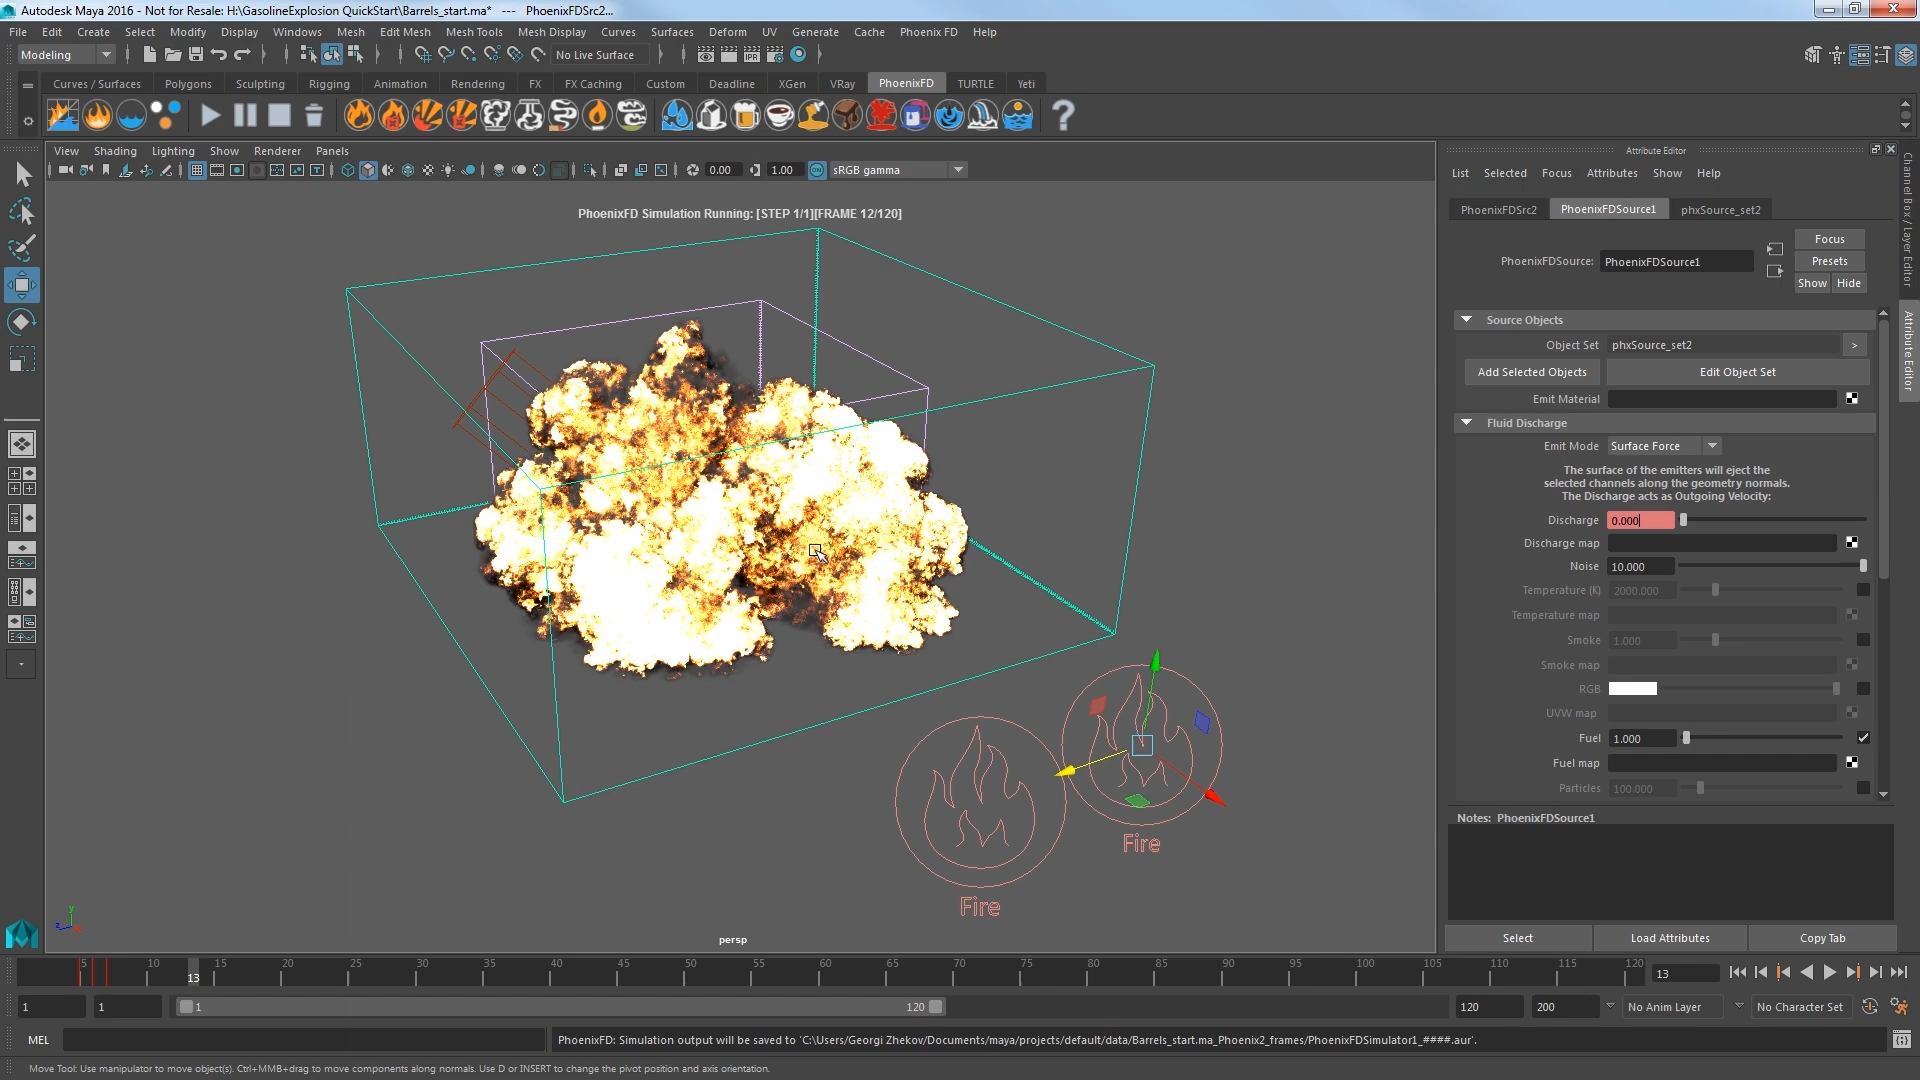 Autodesk Maya 2016 - Not for Resale: H:\GasolineExplosion QuickStart\Barrels_start.ma* --- PhoenixFDSrc2...
File Edit Create Select Modify Display Windows Mesh Edit Mesh Mesh Tools Mesh Display Curves Surfaces Deform UV Generate Cache Phoenix FD Help
Modeling No Live Surface
Curves / Surfaces Polygons Sculpting Rigging Animation Rendering FX FX Caching Custom Deadline XGen VRay PhoenixFD TURTLE Yeti
View Shading Lighting Show Renderer Panels
0.00 1.00 ON sRGB gamma
PhoenixFD Simulation Running: [STEP 1/1][FRAME 12/120]
Fire
Fire
persp
y
z
x
Attribute Editor
List Selected Focus Attributes Show Help
PhoenixFDSrc2 PhoenixFDSource1 phxSource_set2
PhoenixFDSource: PhoenixFDSource1
Focus
Presets
Show Hide
Source Objects
Object Set phxSource_set2 >
Add Selected Objects Edit Object Set
Emit Material
Fluid Discharge
Emit Mode Surface Force
The surface of the emitters will eject the
selected channels along the geometry normals.
The Discharge acts as Outgoing Velocity:
Discharge 0.000
Discharge map
Noise 10.000
Temperature (K) 2000.000
Temperature map
Smoke 1.000
Smoke map
RGB
UVW map
Fuel 1.000
Fuel map
Particles 100.000
Notes: PhoenixFDSource1
Select Load Attributes Copy Tab
Channel Box / Layer Editor
Attribute Editor
5 10 13 15 20 25 30 35 40 45 50 55 60 65 70 75 80 85 90 95 100 105 110 115 120 13
1 1 1 120 120 200 No Anim Layer No Character Set
MEL PhoenixFD: Simulation output will be saved to 'C:\Users/Georgi Zhekov/Documents/maya/projects/default/data/Barrels_start.ma_Phoenix2_frames/PhoenixFDSimulator1_####.aur'.
Move Tool: Use manipulator to move object(s). Ctrl+MMB+drag to move components along normals. Use D or INSERT to change the pivot position and axis orientation.